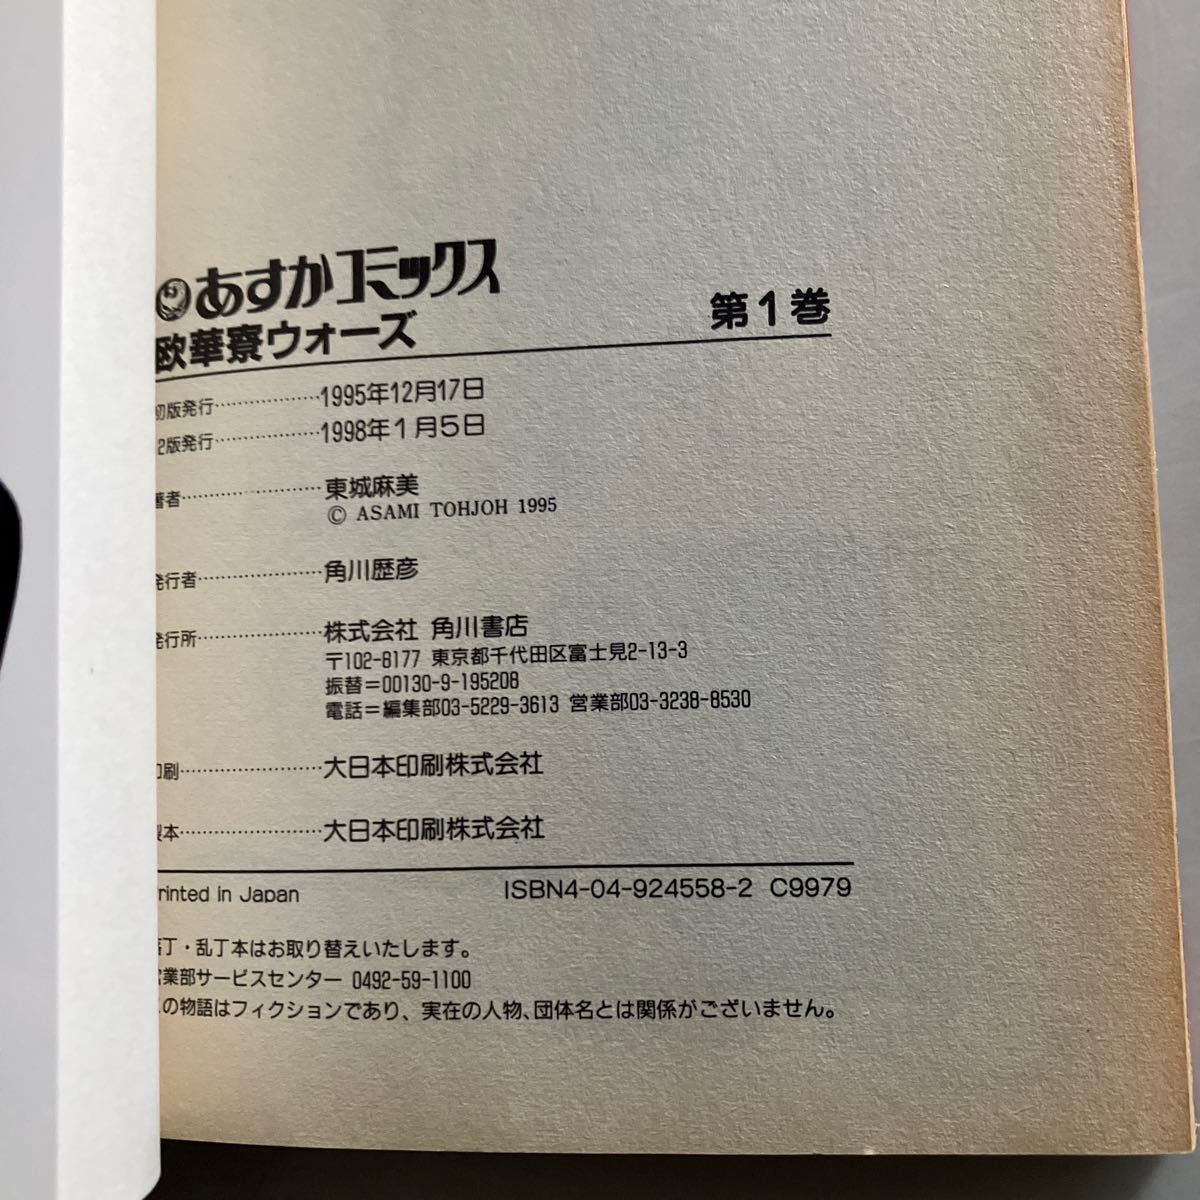 あすかコミックス
欧華寮ウォーズ 第1巻
初版発行………………1995年12月17日
2版発行………………1998年1月5日
著者………………東城麻美
© ASAMI TOHJOH 1995
発行者………………角川歴彦
発行所………………株式会社 角川書店
〒102-8177 東京都千代田区富士見2-13-3
振替=00130-9-195208
電話=編集部03-5229-3613 営業部03-3238-8530
印刷………………大日本印刷株式会社
製本………………大日本印刷株式会社
Printed in Japan ISBN4-04-924558-2 C9979
落丁・乱丁本はお取り替えいたします。
営業部サービスセンター 0492-59-1100
この物語はフィクションであり、実在の人物、団体名とは関係がございません。